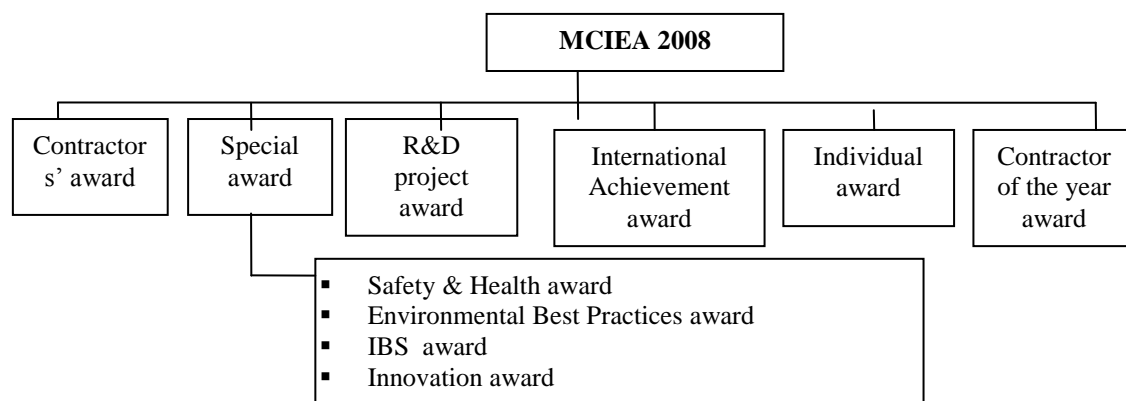 MCIEA 2008
Contractor
s’ award
Special
award
R&D
project
award
International
Achievement
award
Individual
award
Contractor
of the year
award
▪ Safety & Health award
▪ Environmental Best Practices award
▪ IBS award
▪ Innovation award